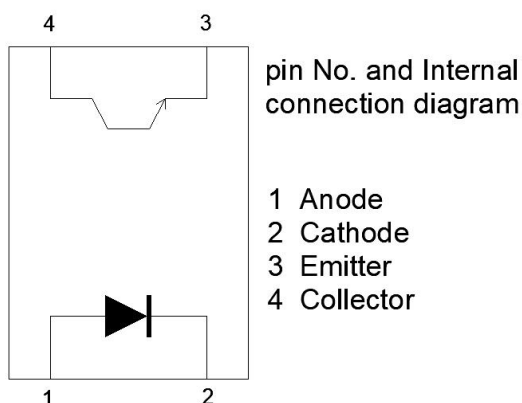 4 3
pin No. and Internal
connection diagram
1 Anode
2 Cathode
3 Emitter
4 Collector
1 2